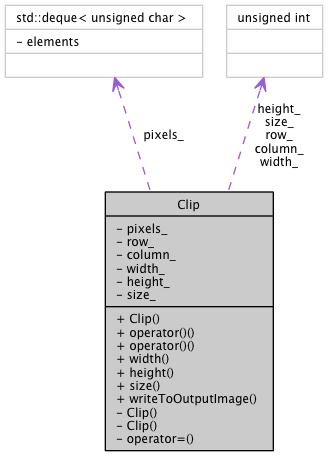 std::deque< unsigned char >
- elements
unsigned int
pixels_
height_
size_
row_
column_
width_
Clip
- pixels_
- row_
- column_
- width_
- height_
- size_
+ Clip()
+ operator()()
+ operator()()
+ width()
+ height()
+ size()
+ writeToOutputImage()
- Clip()
- Clip()
- operator=()